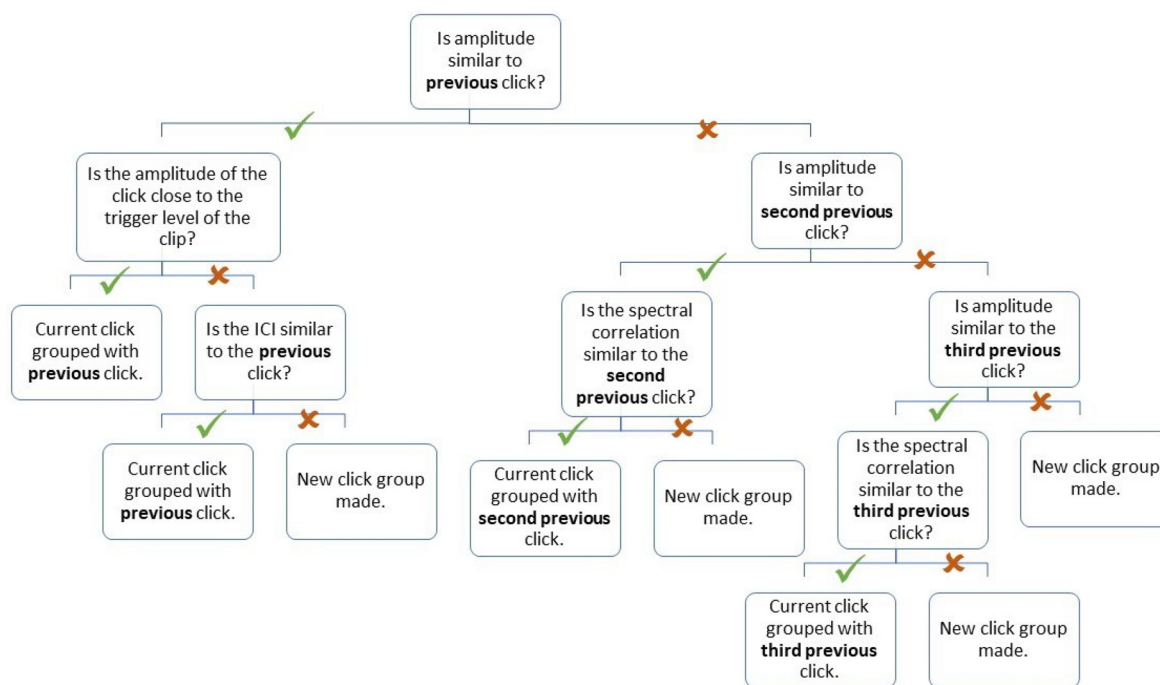 Is amplitude
similar to
previous click?
Is the amplitude of the
click close to the
trigger level of the
clip?
Is amplitude
similar to
second previous
click?
Current click
grouped with
previous click.
Is the ICI similar
to the previous
click?
Is the spectral
correlation
similar to the
second
previous click?
Is amplitude
similar to the
third previous
click?
Current click
grouped with
previous click.
New click group
made.
Current click
grouped with
second previous
click.
New click group
made.
Is the spectral
correlation
similar to the
third previous
click?
New click group
made.
Current click
grouped with
third previous
click.
New click group
made.